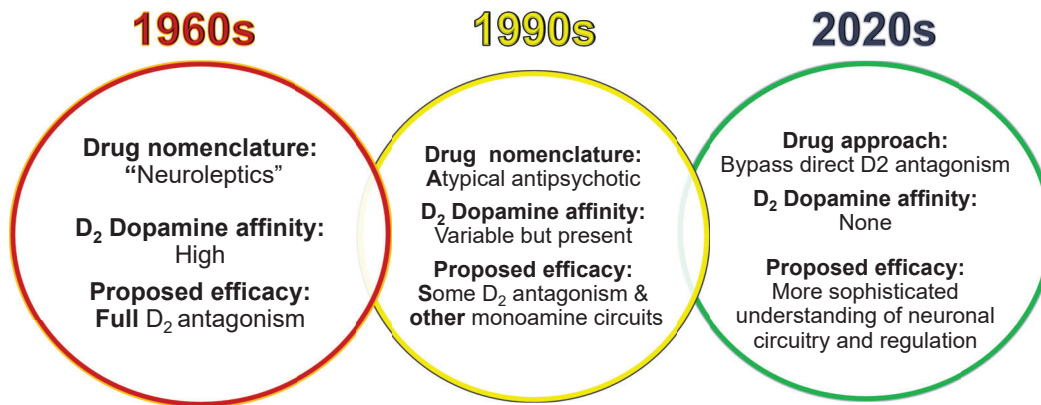 1960s
Drug nomenclature:
“Neuroleptics”
D₂ Dopamine affinity:
High
Proposed efficacy:
Full D₂ antagonism
1990s
Drug nomenclature:
Atypical antipsychotic
D₂ Dopamine affinity:
Variable but present
Proposed efficacy:
Some D₂ antagonism &
other monoamine circuits
2020s
Drug approach:
Bypass direct D2 antagonism
D₂ Dopamine affinity:
None
Proposed efficacy:
More sophisticated
understanding of neuronal
circuitry and regulation